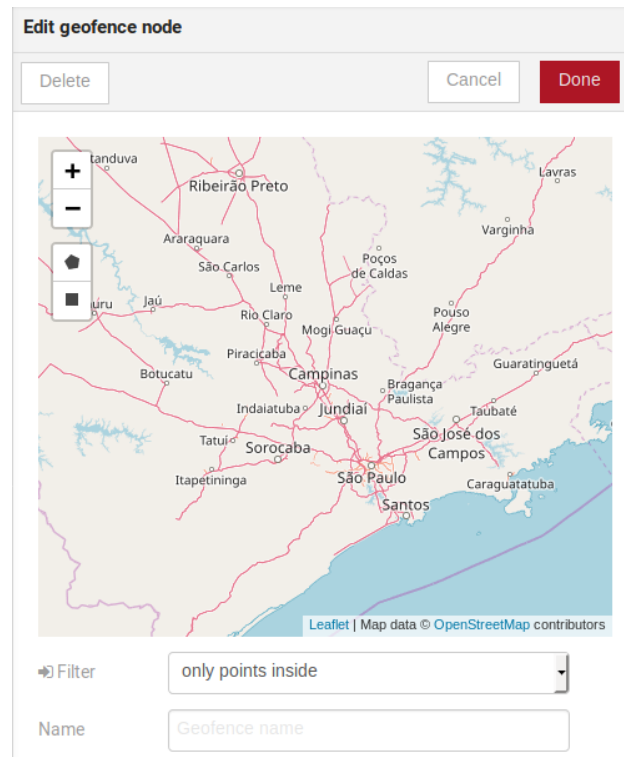 Edit geofence node
Delete
Cancel
Done
+
tanduva
Lavras
Ribeirão Preto
−
Varginha
Araraquara
Poços
de Caldas
São Carlos
Leme
uru
Jaú
Rio Claro
Mogi Guaçu
Pouso
Alegre
Piracicaba
Guaratinguetá
Botucatu
Campinas
Bragança
Paulista
Indaiatuba
Jundiaí
Taubaté
Tatuí
Sorocaba
São José dos
Campos
Itapetininga
São Paulo
Caraguatatuba
Santos
Leaflet | Map data © OpenStreetMap contributors
Filter
only points inside
Name
Geofence name